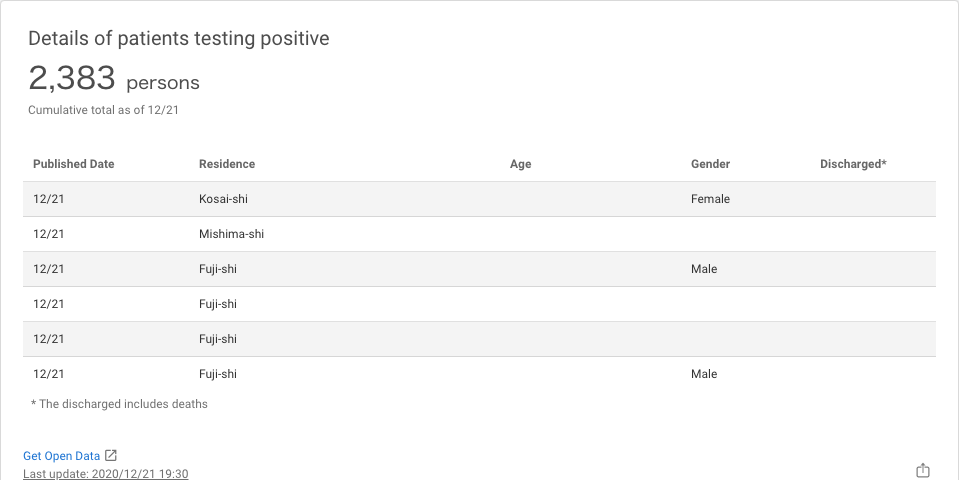 Details of patients testing positive
2,383 persons
Cumulative total as of 12/21
Published Date Residence Age Gender Discharged*
12/21 Kosai-shi Female
12/21 Mishima-shi
12/21 Fuji-shi Male
12/21 Fuji-shi
12/21 Fuji-shi
12/21 Fuji-shi Male
* The discharged includes deaths
Get Open Data
Last update: 2020/12/21 19:30